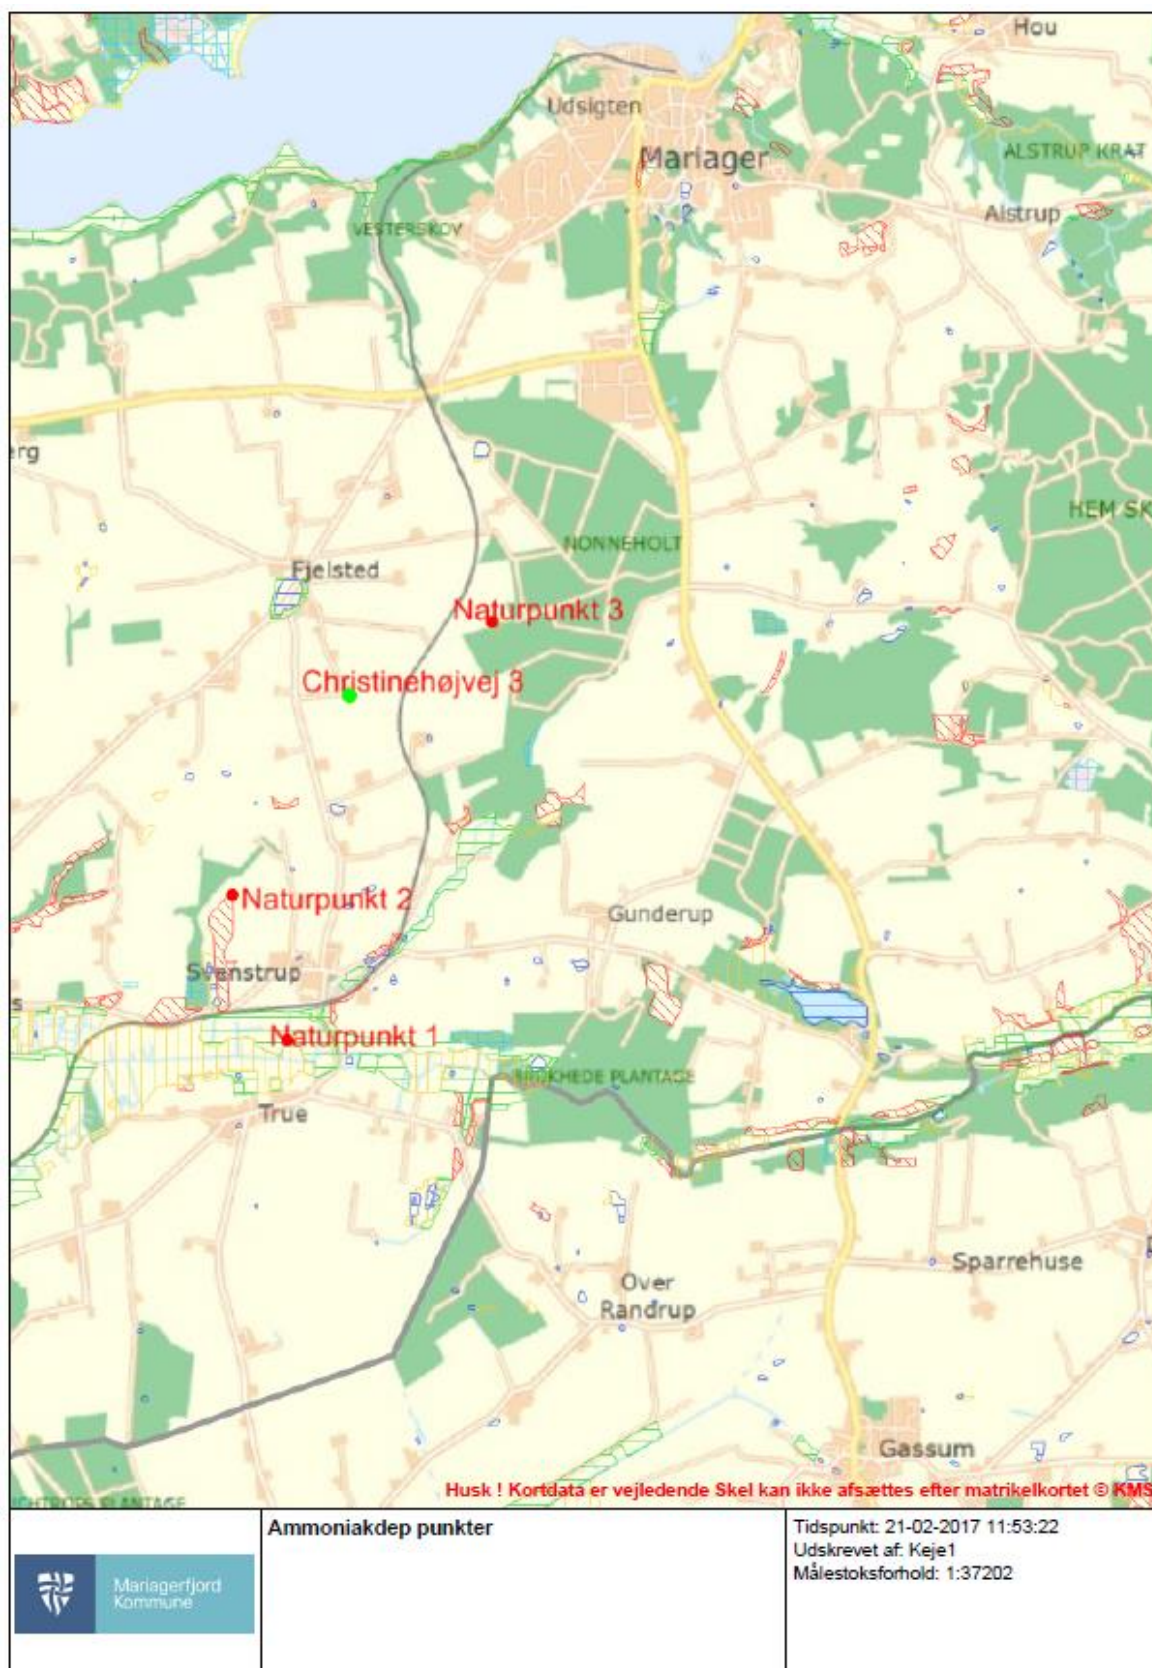 Hou
Udsigten
Mariager
ALSTRUP KRAT
Alstrup
VESTERSKOV
erg
HEM SK
NONNEHOLT
Fjelsted
Naturpunkt 3
Christinehøjvej 3
Naturpunkt 2
Gunderup
Svenstrup
s
Naturpunkt 1
KHEDE PLANTAGE
True
Sparrehuse
Over
Randrup
Gassum
Husk ! Kortdata er vejledende Skel kan ikke afsættes efter matrikelkortet © KMS
CHTROPS PLANTAGE
Ammoniakdep punkter
Tidspunkt: 21-02-2017 11:53:22
Udskrevet af: Keje1
Målestoksforhold: 1:37202
Mariagerfjord
Kommune